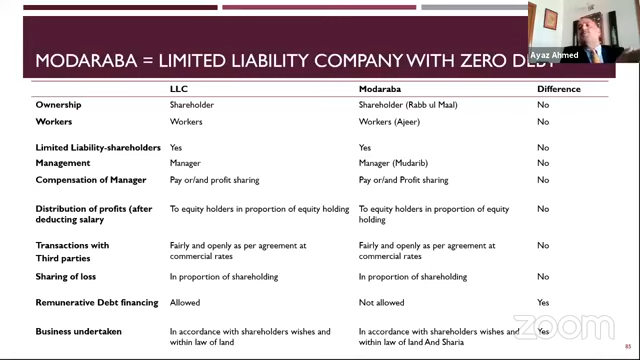 Ayaz Ahmed
MODARABA = LIMITED LIABILITY COMPANY WITH ZERO DEBT
LLC Modaraba Difference
Ownership Shareholder Shareholder (Rabb ul Maal) No
Workers Workers Workers (Ajeer) No
Limited Liability-shareholders Yes Yes No
Management Manager Manager (Mudarib) No
Compensation of Manager Pay or/and profit sharing Pay or/and Profit sharing No
Distribution of profits (after To equity holders in proportion of equity holding To equity holders in proportion of equity No
deducting salary holding
Transactions with Fairly and openly as per agreement at Fairly and openly as per agreement at No
Third parties commercial rates commercial rates
Sharing of loss In proportion of shareholding In proportion of shareholding No
Remunerative Debt financing Allowed Not allowed Yes
Business undertaken In accordance with shareholders wishes and In accordance with shareholders wishes and Yes
within law of land within law of land And Sharia
zoom
85